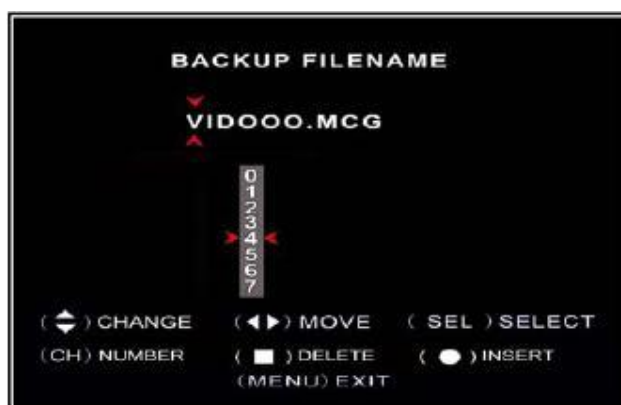 BACKUP FILENAME
VIDOOO.MCG
0
1
2
3
4
5
6
7
( ) CHANGE ( ) MOVE ( SEL ) SELECT
(CH) NUMBER ( ) DELETE ( ) INSERT
(MENU) EXIT